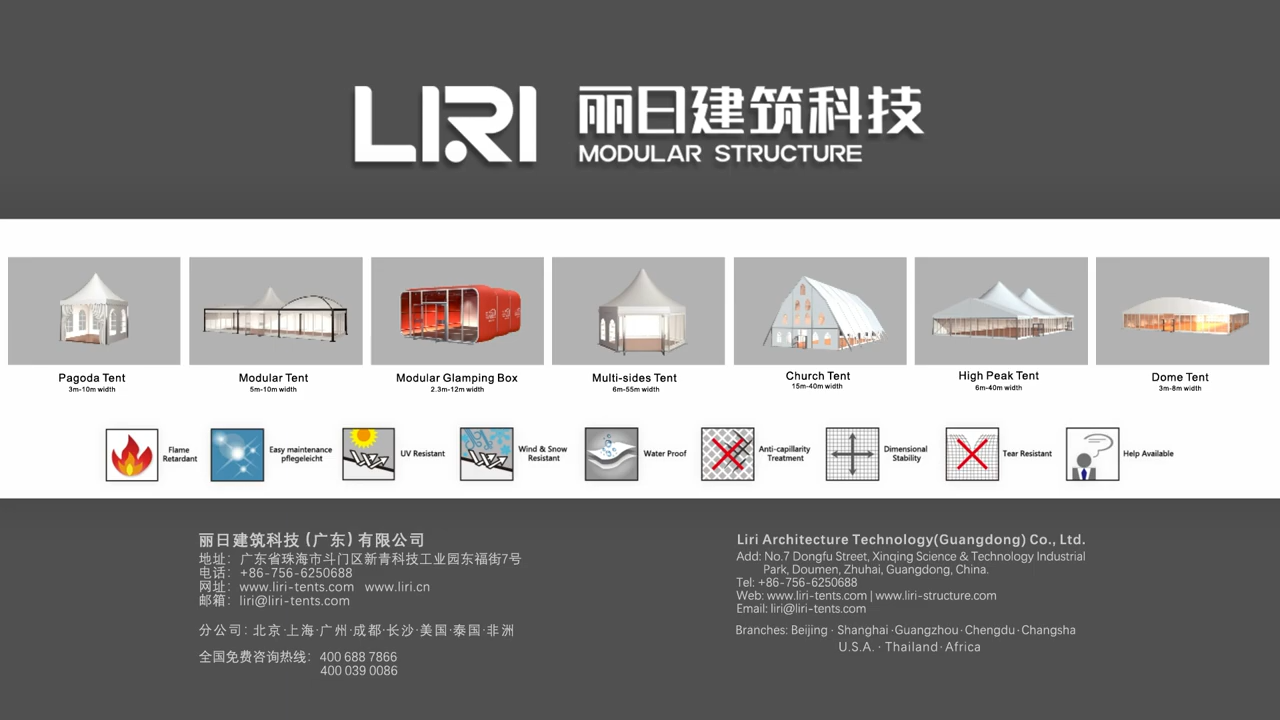 LIRI 丽日建筑科技
MODULAR STRUCTURE
Pagoda Tent
3m-10m width
Modular Tent
5m-10m width
Modular Glamping Box
2.3m-12m width
Multi-sides Tent
6m-55m width
Church Tent
15m-40m width
High Peak Tent
6m-40m width
Dome Tent
3m-8m width
Flame
Retardant
Easy maintenance
pflegeleicht
UV Resistant
Wind & Snow
Resistant
Water Proof
Anti-capillarity
Treatment
Dimensional
Stability
Tear Resistant
Help Available
丽日建筑科技（广东）有限公司
地址：广东省珠海市斗门区新青科技工业园东福街7号
电话：+86-756-6250688
网址：www.liri-tents.com www.liri.cn
邮箱：liri@liri-tents.com
分公司：北京·上海·广州·成都·长沙·美国·泰国·非洲
全国免费咨询热线：400 688 7866
400 039 0086
Liri Architecture Technology(Guangdong) Co., Ltd.
Add: No.7 Dongfu Street, Xinqing Science & Technology Industrial
Park, Doumen, Zhuhai, Guangdong, China.
Tel: +86-756-6250688
Web: www.liri-tents.com | www.liri-structure.com
Email: liri@liri-tents.com
Branches: Beijing · Shanghai ·Guangzhou·Chengdu·Changsha
U.S.A. · Thailand·Africa